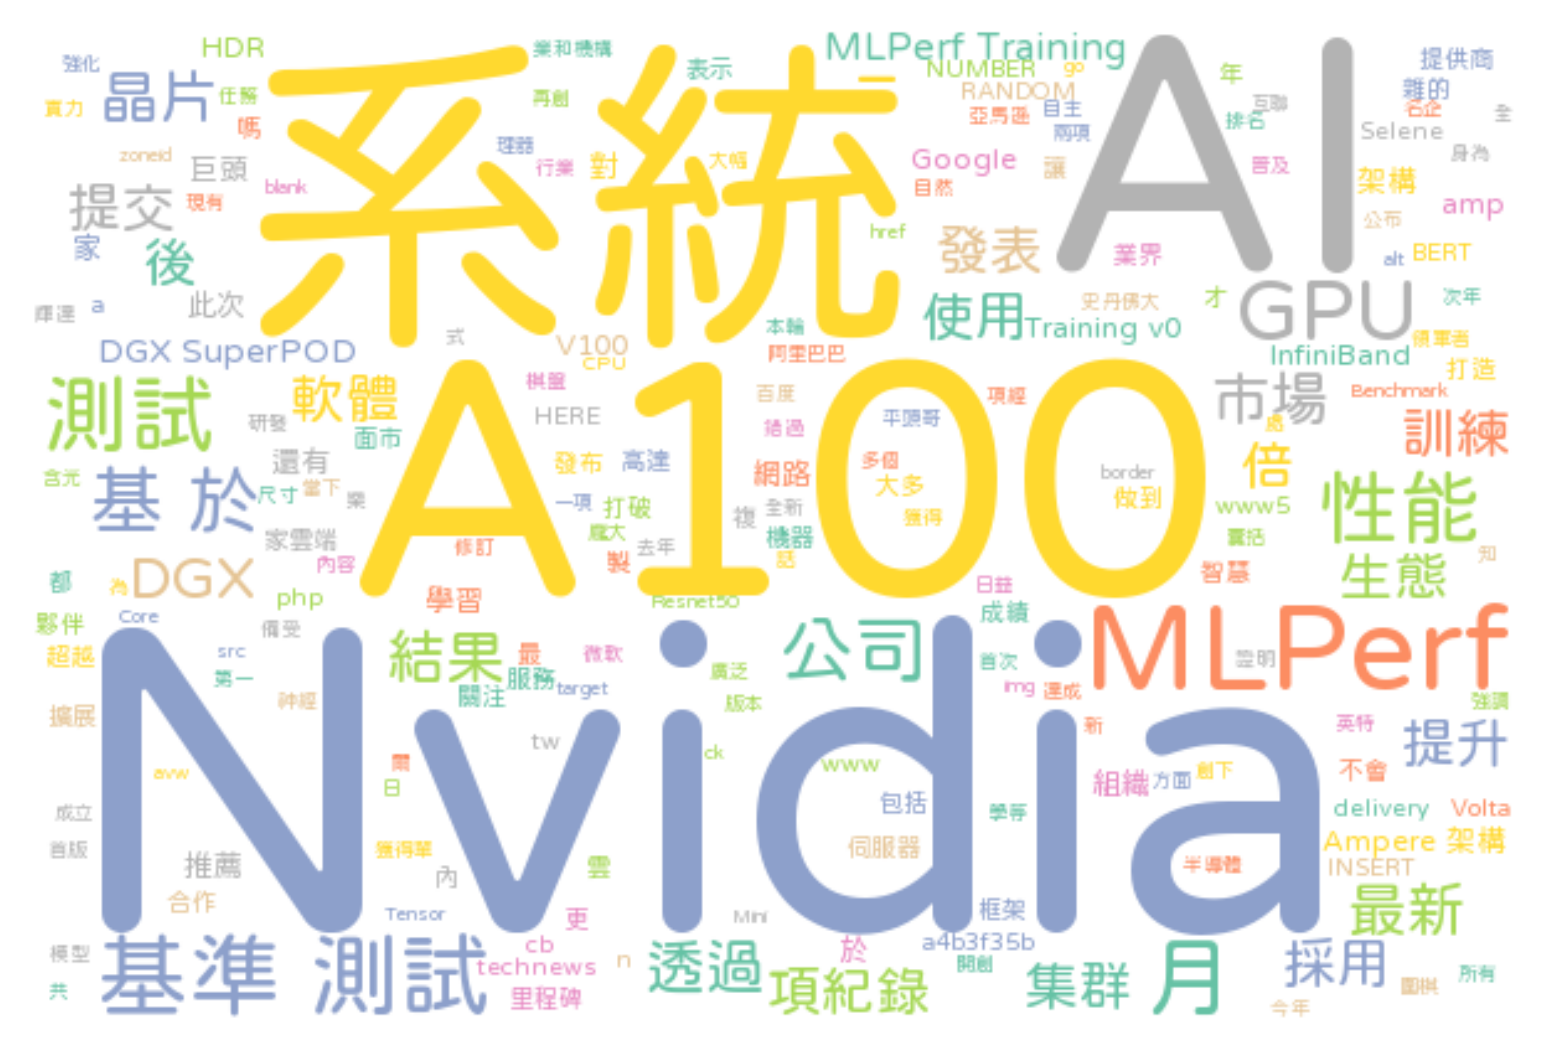 強化
HDR
業和機構
表示
MLPerf Training
提供商
晶片
任務
系統
再創
NUMBER
90
年
AI
雜的
實力
嗎
RANDOM
自主
互聯
名企
全
理器
亞馬遜
兩項
排名
Selene
zoneid
巨頭
行業
對
大幅
Google
讓
普及
身為
提交
現有
blank
自然
架構
公布
amp
家
後
href
發表
業界
alt
BERT
輝達
a
此次
式
使用
史丹佛大
才
GPU
次年
DGX SuperPOD
V100
CPU
本輪
阿里巴巴
Training v0
InfiniBand
領軍者
打造
測試
軟體
棋盤
百度
項經
市場
Benchmark
研發
面市
A100
HERE
錯過
平頭哥
處
訓練
還有
發布
高達
網路
多個
大多
border
做到
倍
性能
含光
基 於
尺寸
當下
樂
一項
打破
複
全新
獲得
www5
家雲端
龐大
去年
機器
囊括
內容
修訂
製
話
知
都
為
DGX
php
學習
Resnet50
日益
智慧
生態
夥伴
Core
備受
成績
MLPerf
超越
src
第一
結果
最
微軟
公司
首次
證明
Nvidia
服務
關注
target
廣泛
img
達成
強調
擴展
神經
版本
新
英特
提升
tw
ck
www
avw
爾
日
組織
方面
創下
不會
成立
包括
學等
delivery
Volta
首版
推薦
獲得單
內
雲
伺服器
半導體
Ampere 架構
INSERT
合作
Tensor
更
Mini
框架
最新
模型
基準 測試
cb
technews
n
透過
於
a4b3f35b
開創
月
採用
所有
共
里程碑
項紀錄
集群
今年
圍棋